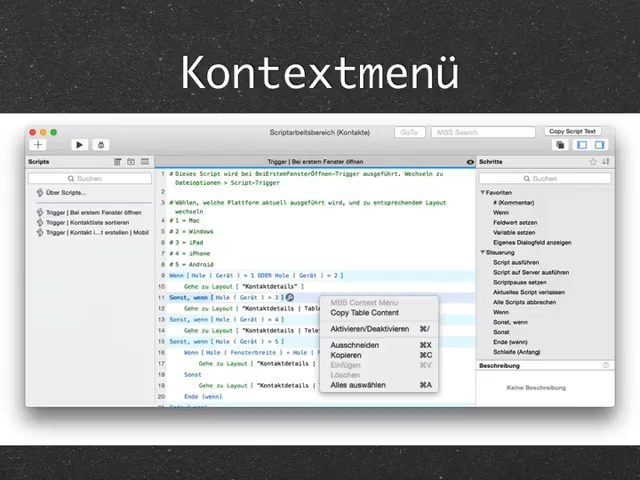 Kontextmenü
Scriptarbeitsbereich (Kontakte)
GoTo
MBS Search
Copy Script Text
Scripts
Trigger | Bei erstem Fenster öffnen
Schritte
Suchen
Über Scripts...
Trigger | Bei erstem Fenster öffnen
Trigger | Kontaktliste sortieren
Trigger | Kontakt i...t erstellen | Mobil
1 # Dieses Script wird bei BeiErstemFensterÖffnen-Trigger ausgeführt. Wechseln zu
Dateioptionen > Script-Trigger
2
3 # Wählen, welche Plattform aktuell ausgeführt wird, und zu entsprechendem Layout
wechseln
4 # 1 = Mac
5 # 2 = Windows
6 # 3 = iPad
7 # 4 = iPhone
8 # 5 = Android
9 Wenn [ Hole ( Gerät ) = 1 ODER Hole ( Gerät ) = 2 ]
10 Gehe zu Layout [ "Kontaktdetails" ]
11 Sonst, wenn [ Hole ( Gerät ) = 3 ]
12 Gehe zu Layout [ "Kontaktdetails | Table
13 Sonst, wenn [ Hole ( Gerät ) = 4 ]
14 Gehe zu Layout [ "Kontaktdetails | Telef
15 Sonst, wenn [ Hole ( Gerät ) = 5 ]
16 Wenn [ Hole ( Fensterbreite ) + Hole (
17 Gehe zu Layout [ "Kontaktdetails |
18 Sonst
19 Gehe zu Layout [ "Kontaktdetails |
20 Ende (wenn)
MBS Context Menu
Copy Table Content
Aktivieren/Deaktivieren ⌘/
Ausschneiden ⌘X
Kopieren ⌘C
Einfügen ⌘V
Löschen
Alles auswählen ⌘A
Suchen
Favoriten
# (Kommentar)
Wenn
Feldwert setzen
Variable setzen
Eigenes Dialogfeld anzeigen
Steuerung
Script ausführen
Script auf Server ausführen
Scriptpause setzen
Aktuelles Script verlassen
Alle Scripts abbrechen
Wenn
Sonst, wenn
Sonst
Ende (wenn)
Schleife (Anfang)
Beschreibung
Keine Beschreibung